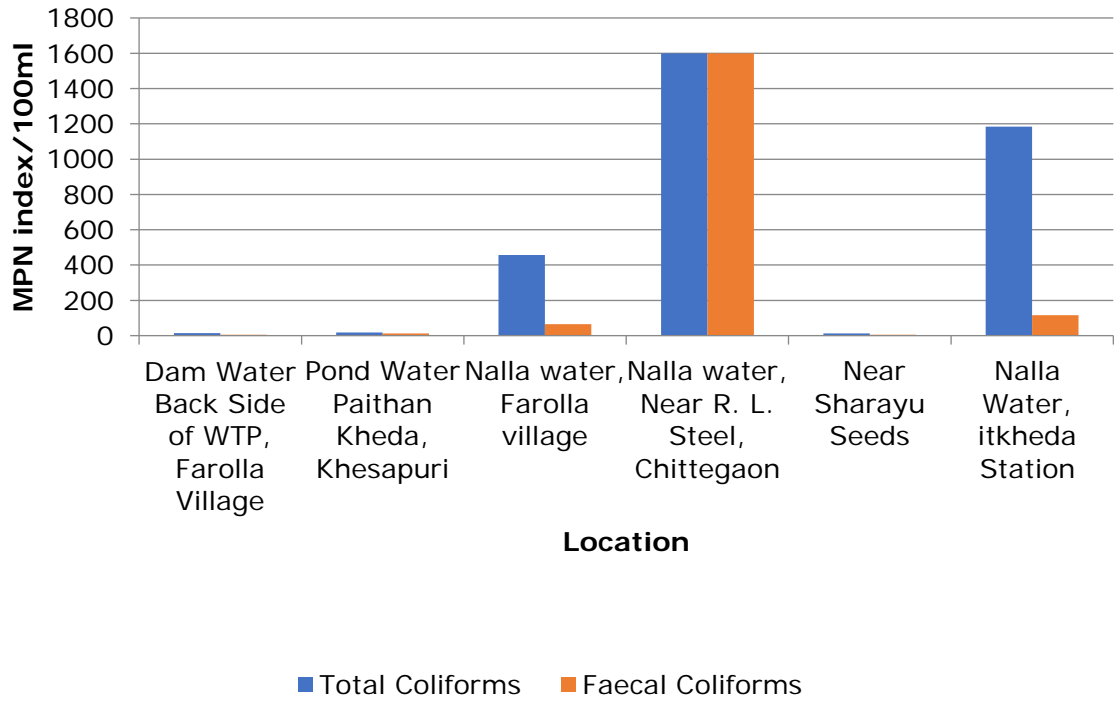 MPN index/100ml
1800
1600
1400
1200
1000
800
600
400
200
0
Dam Water
Back Side
of WTP,
Farolla
Village
Pond Water
Paithan
Kheda,
Khesapuri
Nalla water,
Farolla
village
Nalla water,
Near R. L.
Steel,
Chittegaon
Near
Sharayu
Seeds
Nalla
Water,
itkheda
Station
Location
Total Coliforms
Faecal Coliforms